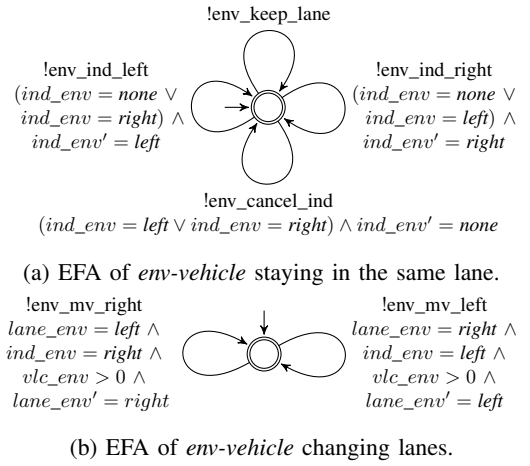 !env_keep_lane
!env_ind_left
(ind_env = none ∨
ind_env = right) ∧
ind_env′ = left
!env_ind_right
(ind_env = none ∨
ind_env = left) ∧
ind_env′ = right
!env_cancel_ind
(ind_env = left ∨ ind_env = right) ∧ ind_env′ = none
(a) EFA of env-vehicle staying in the same lane.
!env_mv_right
lane_env = left ∧
ind_env = right ∧
vlc_env > 0 ∧
lane_env′ = right
!env_mv_left
lane_env = right ∧
ind_env = left ∧
vlc_env > 0 ∧
lane_env′ = left
(b) EFA of env-vehicle changing lanes.